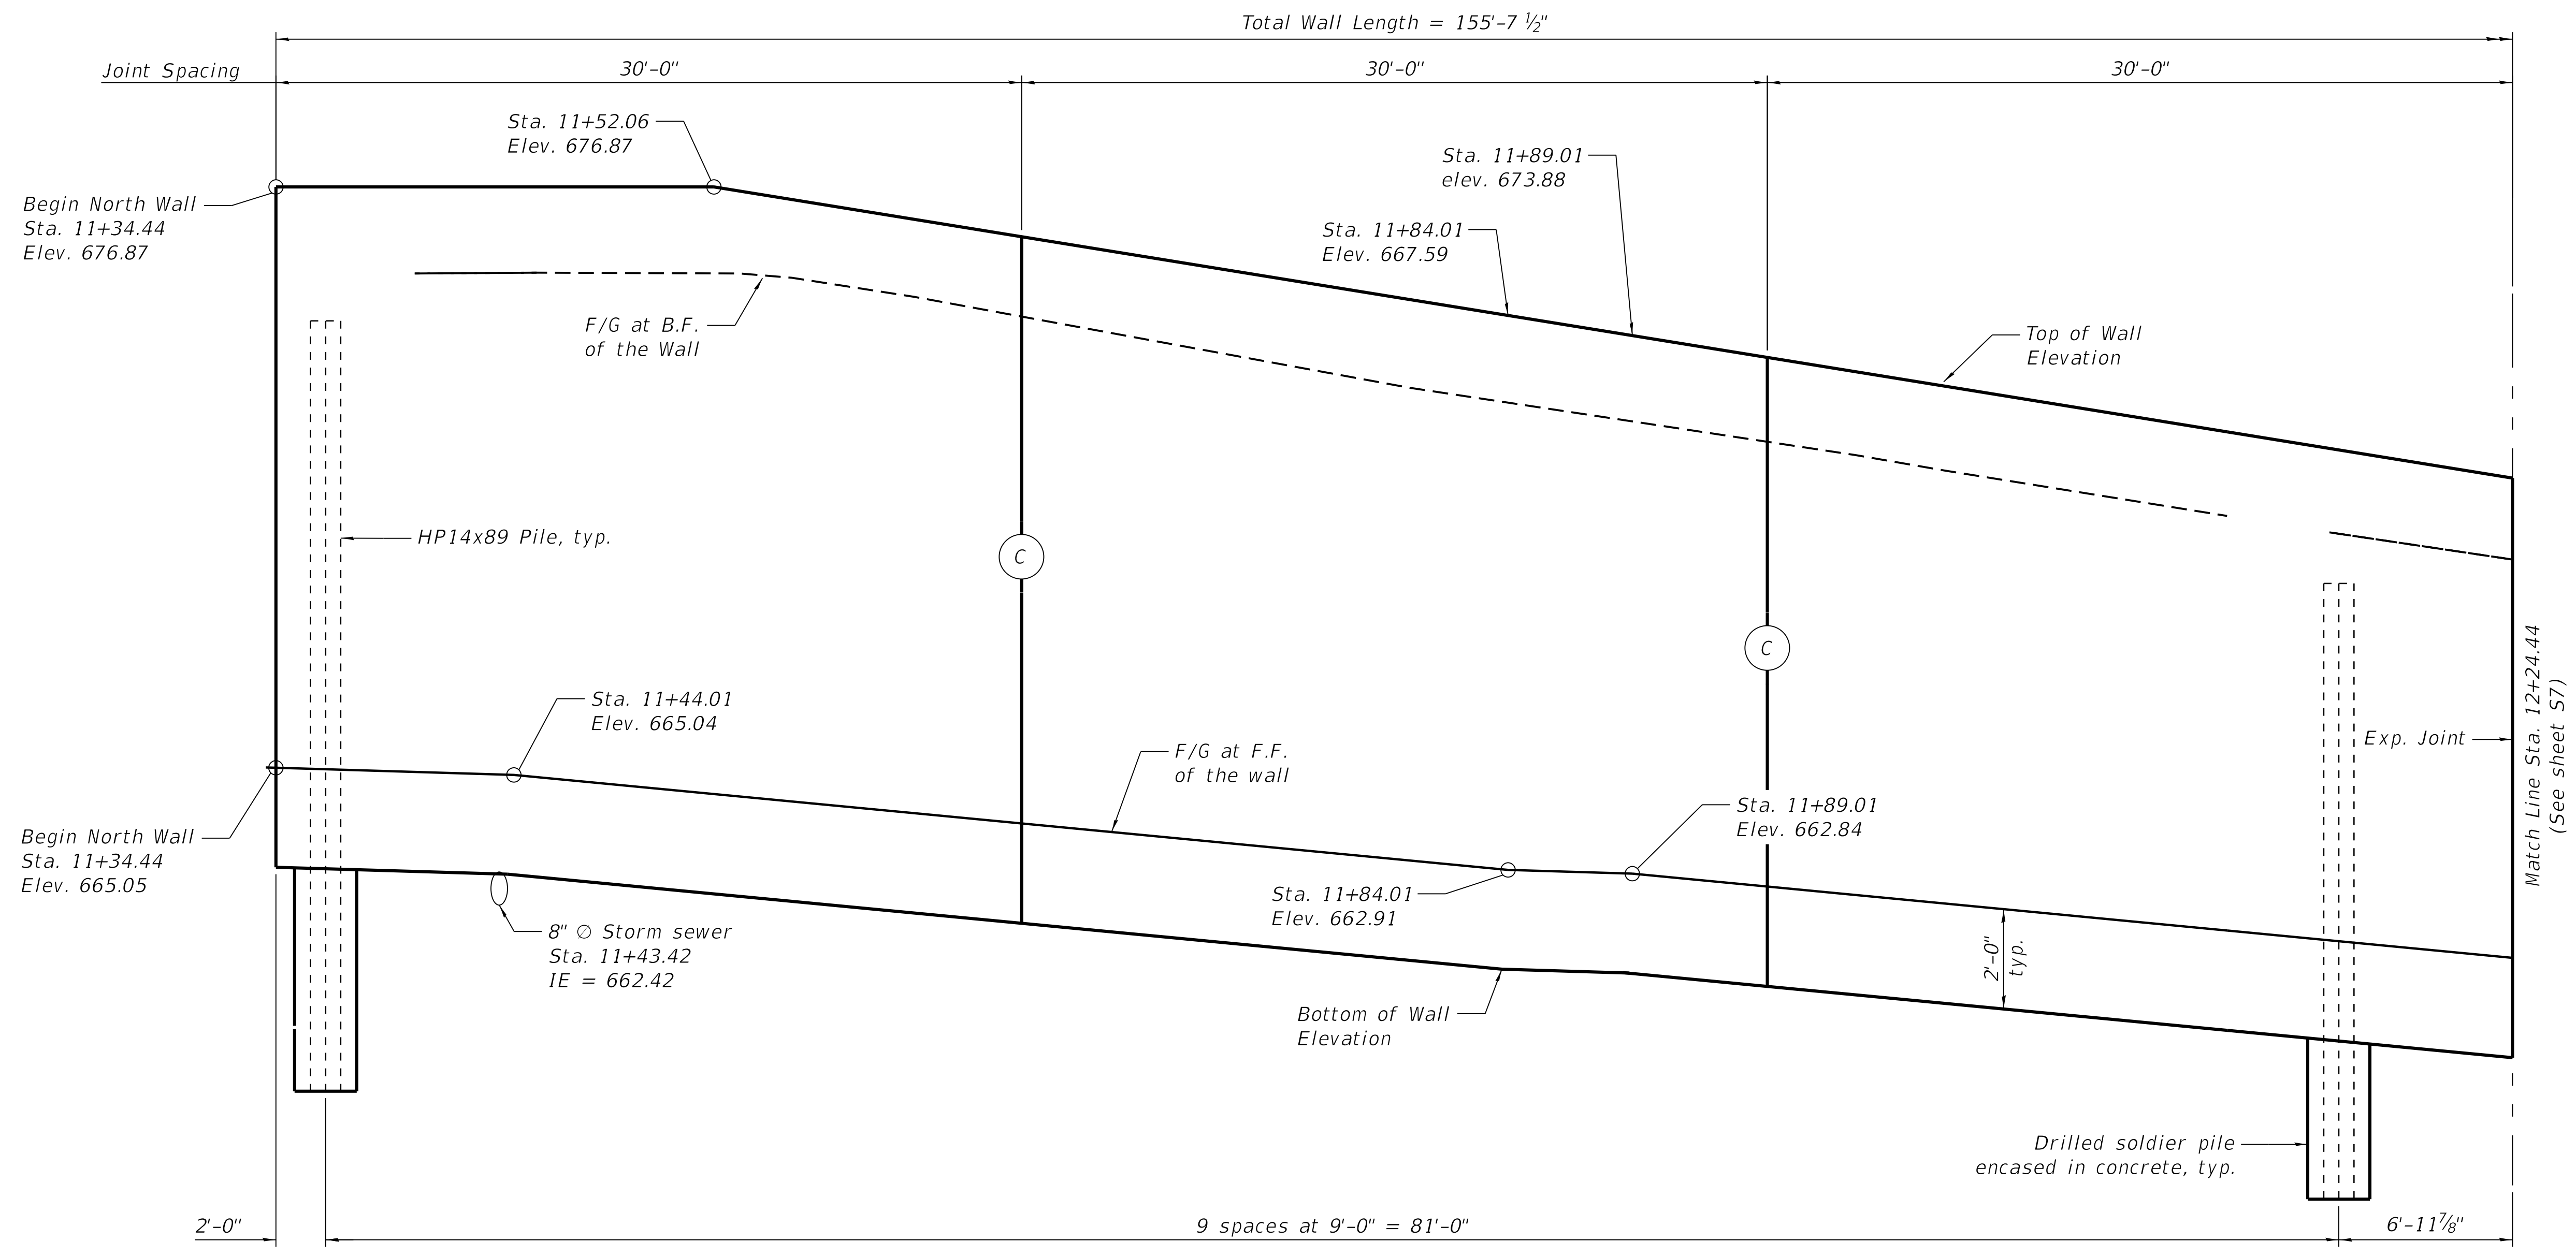 Total Wall Length = 155'-7 ½"
Joint Spacing
30'-0"
30'-0"
30'-0"
Sta. 11+52.06
Elev. 676.87
Sta. 11+89.01
elev. 673.88
Begin North Wall
Sta. 11+34.44
Elev. 676.87
Sta. 11+84.01
Elev. 667.59
F/G at B.F.
of the Wall
Top of Wall
Elevation
HP14x89 Pile, typ.
C
C
Sta. 11+44.01
Elev. 665.04
F/G at F.F.
of the wall
Exp. Joint
Match Line Sta. 12+24.44
(See sheet S7)
Sta. 11+89.01
Elev. 662.84
Begin North Wall
Sta. 11+34.44
Elev. 665.05
Sta. 11+84.01
Elev. 662.91
8" ∅ Storm sewer
Sta. 11+43.42
IE = 662.42
2'-0"
typ.
Bottom of Wall
Elevation
Drilled soldier pile
encased in concrete, typ.
2'-0"
9 spaces at 9'-0" = 81'-0"
6'-11⅞"